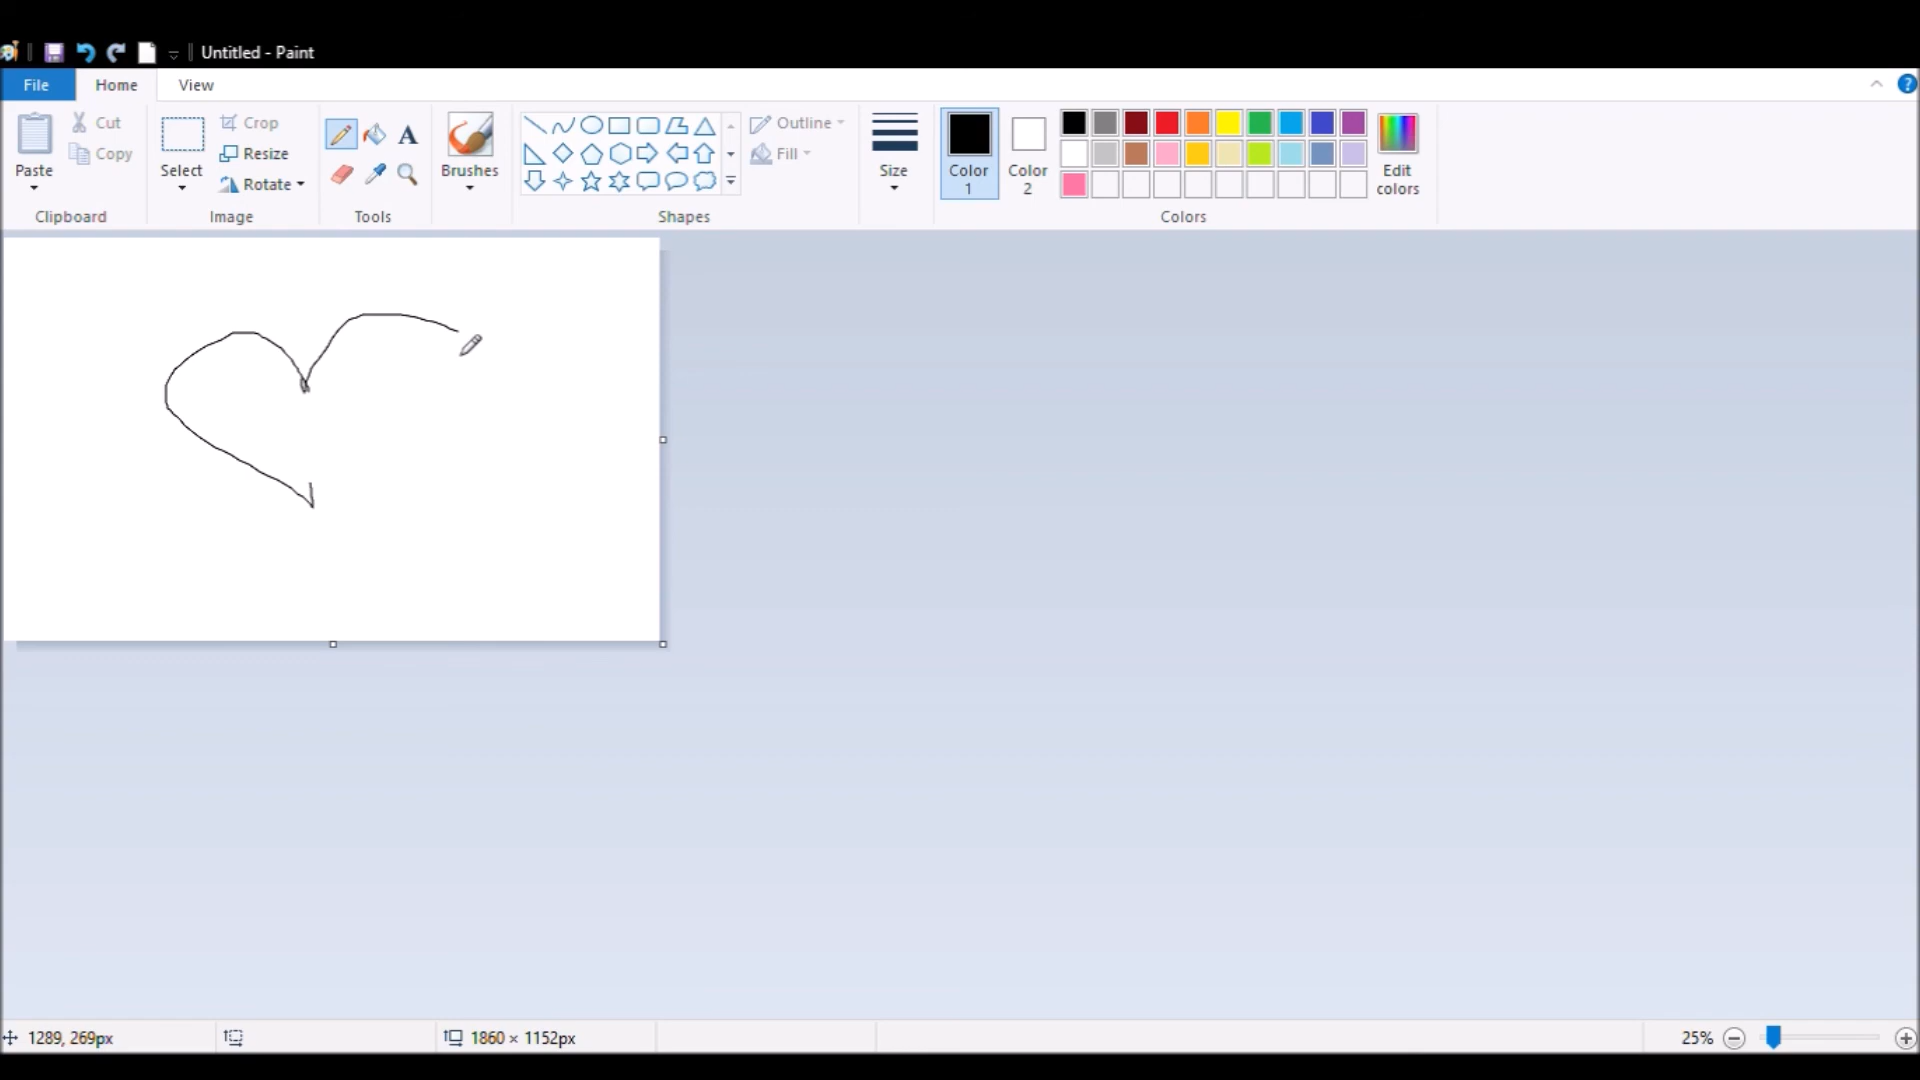 Untitled - Paint
File Home View
Paste Cut Copy Clipboard
Select Crop Resize Rotate Image
A Tools
Brushes
Shapes Outline Fill
Size
Color 1 Color 2 Edit colors Colors
1289, 269px 1860 × 1152px 25%